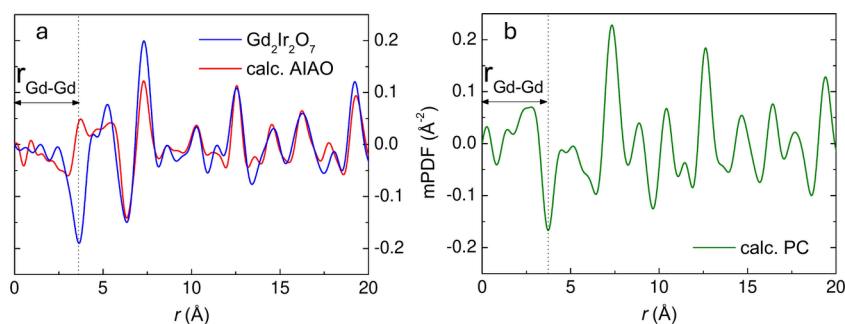 a
Gd₂Ir₂O₇
calc. AIAO
r Gd-Gd
0.2
0.1
0.0
-0.1
-0.2
0
5
10
15
20
r (Å)
b
r Gd-Gd
mPDF (Å⁻²)
0.2
0.1
0.0
-0.1
-0.2
calc. PC
0
5
10
15
20
r (Å)